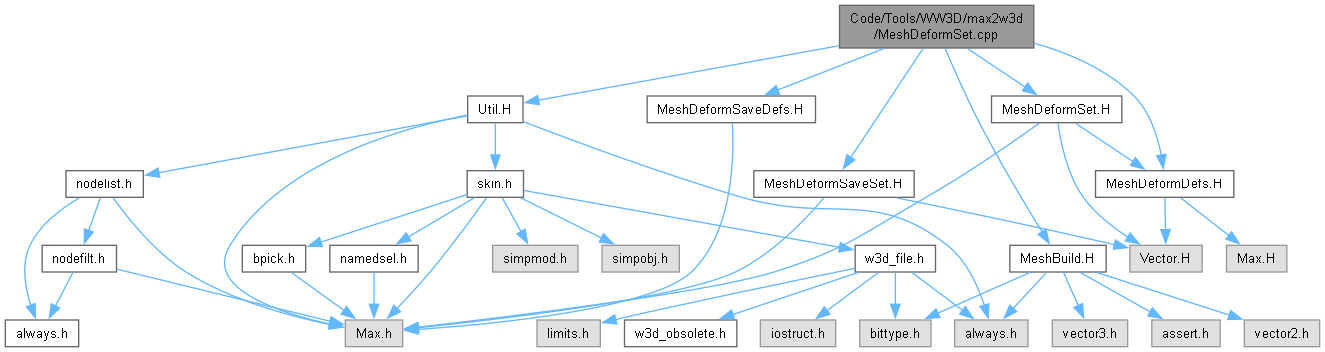 Code/Tools/WW3D/max2w3d
/MeshDeformSet.cpp
Util.H
MeshDeformSaveDefs.H
MeshDeformSet.H
nodelist.h
skin.h
MeshDeformSaveSet.H
MeshDeformDefs.H
nodefilt.h
bpick.h
namedsel.h
simpmod.h
simpobj.h
w3d_file.h
MeshBuild.H
Vector.H
Max.H
always.h
Max.h
limits.h
w3d_obsolete.h
iostruct.h
bittype.h
always.h
vector3.h
assert.h
vector2.h